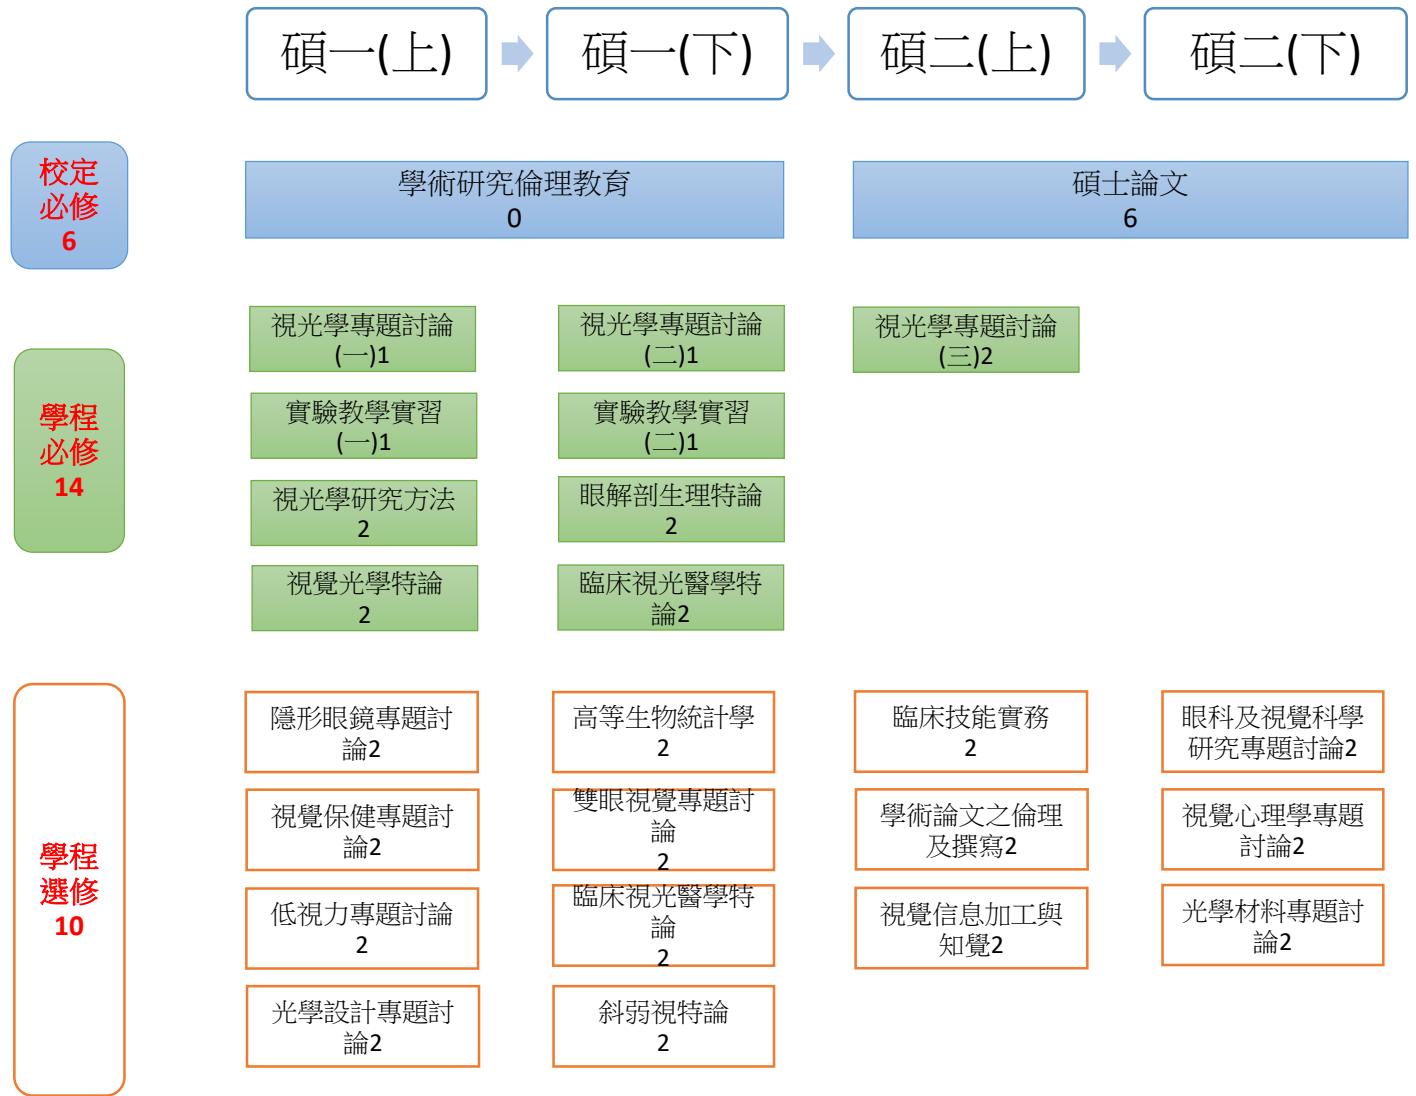 碩一(上)
碩一(下)
碩二(上)
碩二(下)
校定
必修
6
學術研究倫理教育
0
碩士論文
6
學程
必修
14
視光學專題討論
(一)1
視光學專題討論
(二)1
視光學專題討論
(三)2
實驗教學實習
(一)1
實驗教學實習
(二)1
視光學研究方法
2
眼解剖生理特論
2
視覺光學特論
2
臨床視光醫學特
論2
學程
選修
10
隱形眼鏡專題討
論2
高等生物統計學
2
臨床技能實務
2
眼科及視覺科學
研究專題討論2
視覺保健專題討
論2
雙眼視覺專題討
論
2
學術論文之倫理
及撰寫2
視覺心理學專題
討論2
低視力專題討論
2
臨床視光醫學特
論
2
視覺信息加工與
知覺2
光學材料專題討
論2
光學設計專題討
論2
斜弱視特論
2